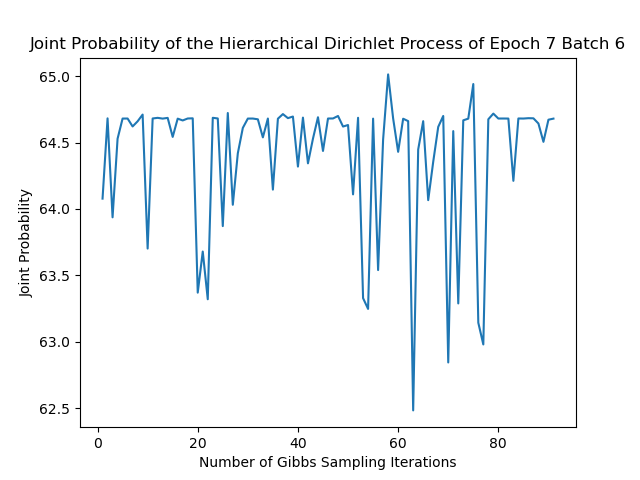 Joint Probability of the Hierarchical Dirichlet Process of Epoch 7 Batch 6
65.0
64.5
64.0
63.5
63.0
62.5
Joint Probability
0 20 40 60 80
Number of Gibbs Sampling Iterations